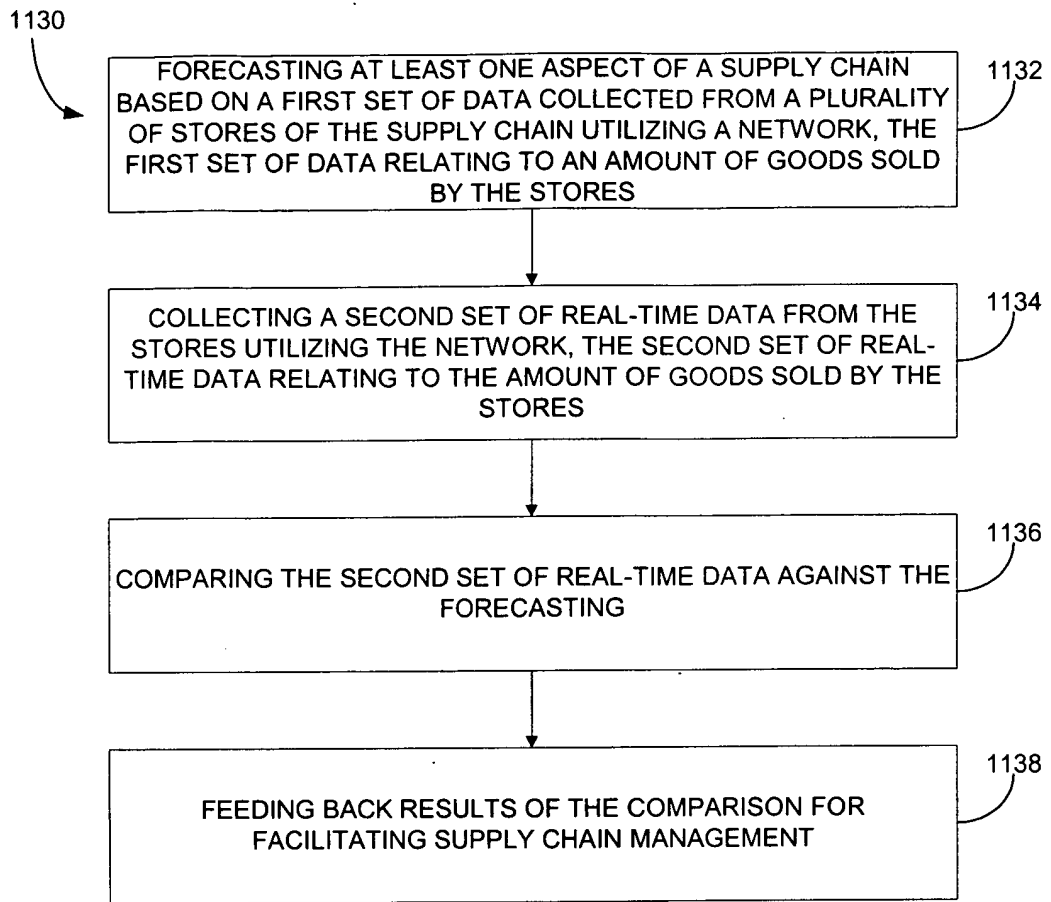 1130
FORECASTING AT LEAST ONE ASPECT OF A SUPPLY CHAIN
BASED ON A FIRST SET OF DATA COLLECTED FROM A PLURALITY
OF STORES OF THE SUPPLY CHAIN UTILIZING A NETWORK, THE
FIRST SET OF DATA RELATING TO AN AMOUNT OF GOODS SOLD
BY THE STORES
1132
COLLECTING A SECOND SET OF REAL-TIME DATA FROM THE
STORES UTILIZING THE NETWORK, THE SECOND SET OF REAL-
TIME DATA RELATING TO THE AMOUNT OF GOODS SOLD BY THE
STORES
1134
COMPARING THE SECOND SET OF REAL-TIME DATA AGAINST THE
FORECASTING
1136
FEEDING BACK RESULTS OF THE COMPARISON FOR
FACILITATING SUPPLY CHAIN MANAGEMENT
1138